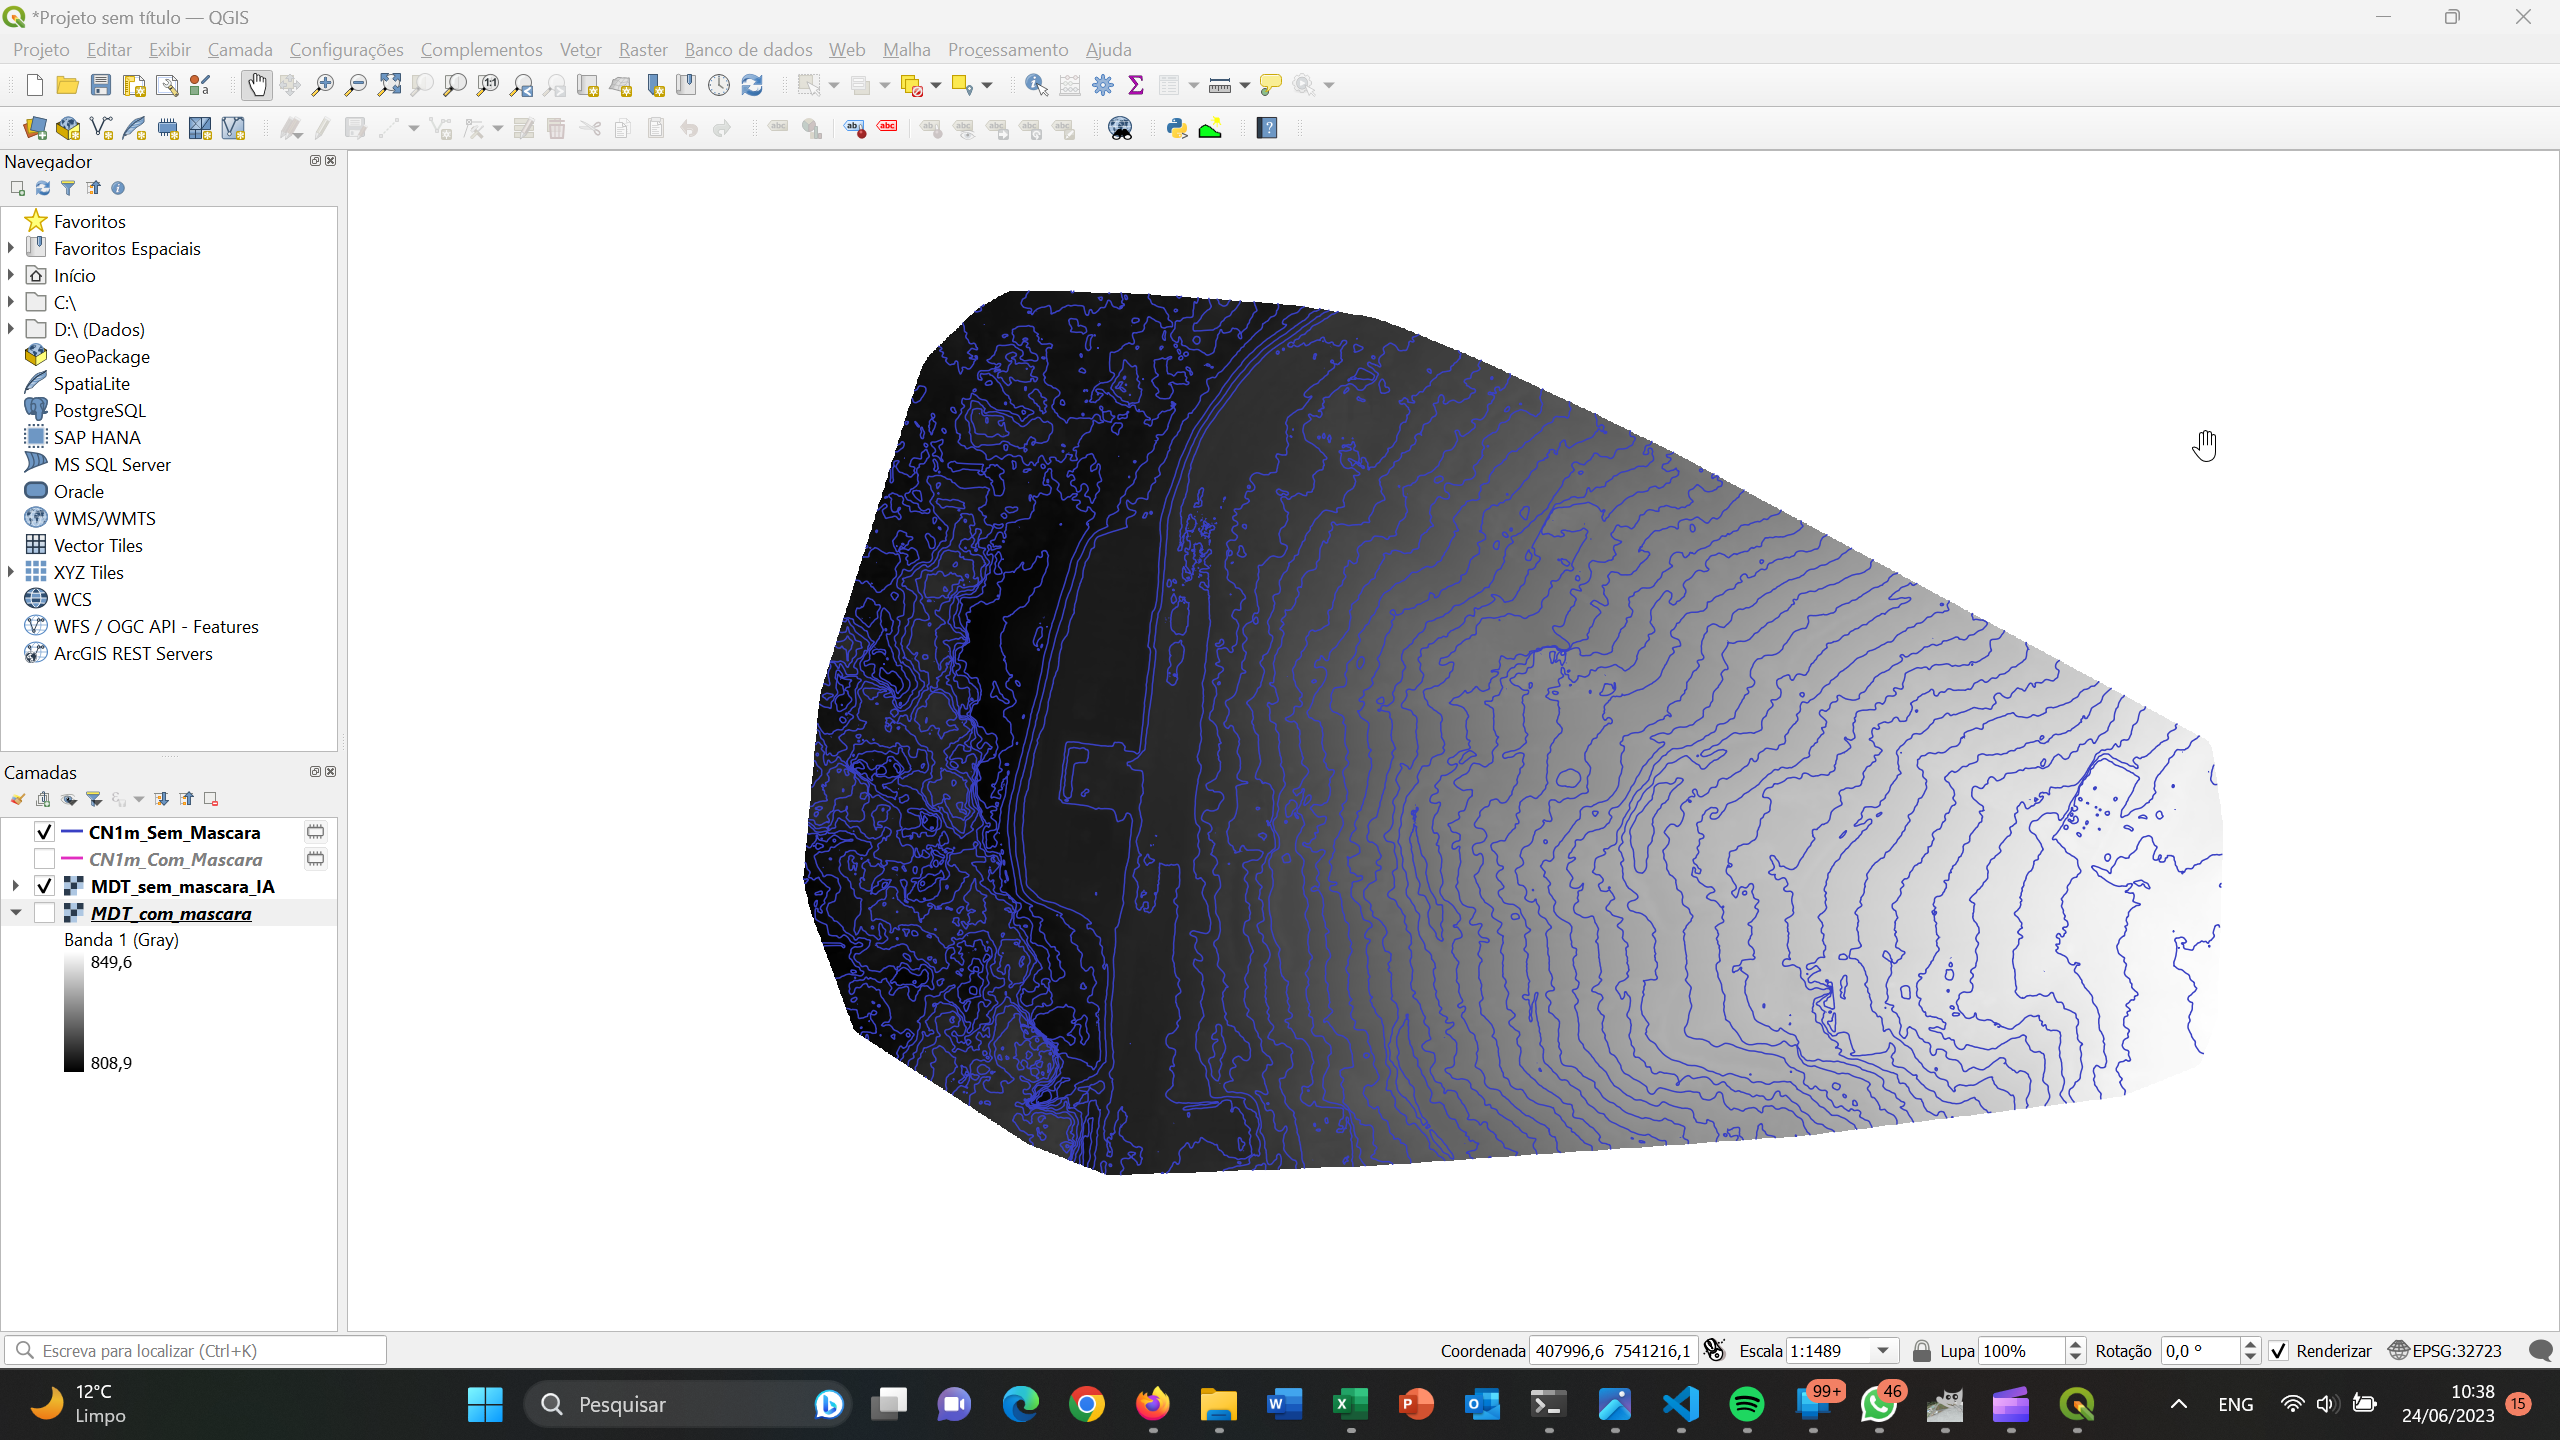 *Projeto sem título — QGIS
Projeto Editar Exibir Camada Configurações Complementos Vetor Raster Banco de dados Web Malha Processamento Ajuda
Navegador
Favoritos
Favoritos Espaciais
Início
C:\
D:\ (Dados)
GeoPackage
SpatiaLite
PostgreSQL
SAP HANA
MS SQL Server
Oracle
WMS/WMTS
Vector Tiles
XYZ Tiles
WCS
WFS / OGC API - Features
ArcGIS REST Servers
Camadas
CN1m_Sem_Mascara
CN1m_Com_Mascara
MDT_sem_mascara_IA
MDT_com_mascara
Banda 1 (Gray)
849,6
808,9
Escreva para localizar (Ctrl+K)
Coordenada 407996,6 7541216,1 Escala 1:1489 Lupa 100% Rotação 0,0 ° Renderizar EPSG:32723
12°C
Limpo
Pesquisar
99+
46
ENG
10:38
24/06/2023
15